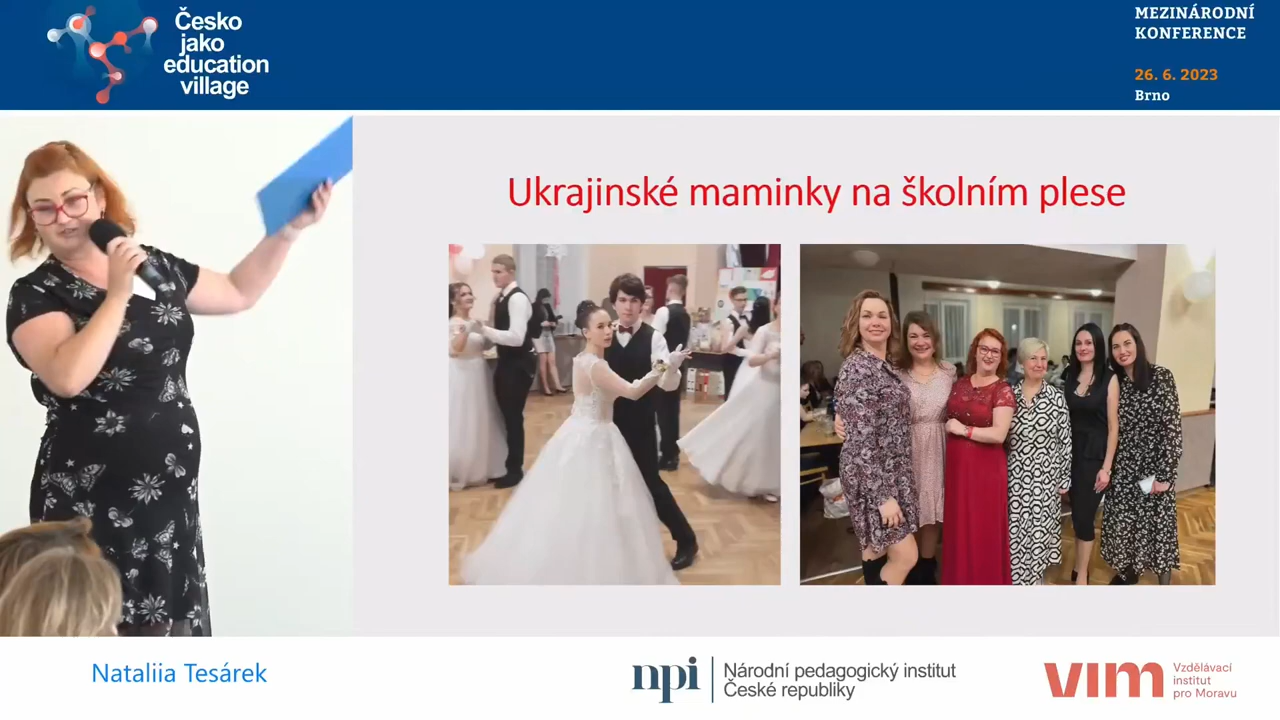 Česko
jako
education
village
MEZINÁRODNÍ
KONFERENCE
26. 6. 2023
Brno
Ukrajinské maminky na školním plese
Nataliia Tesárek
npi
Národní pedagogický institut
České republiky
vim
Vzdělávací
institut
pro Moravu